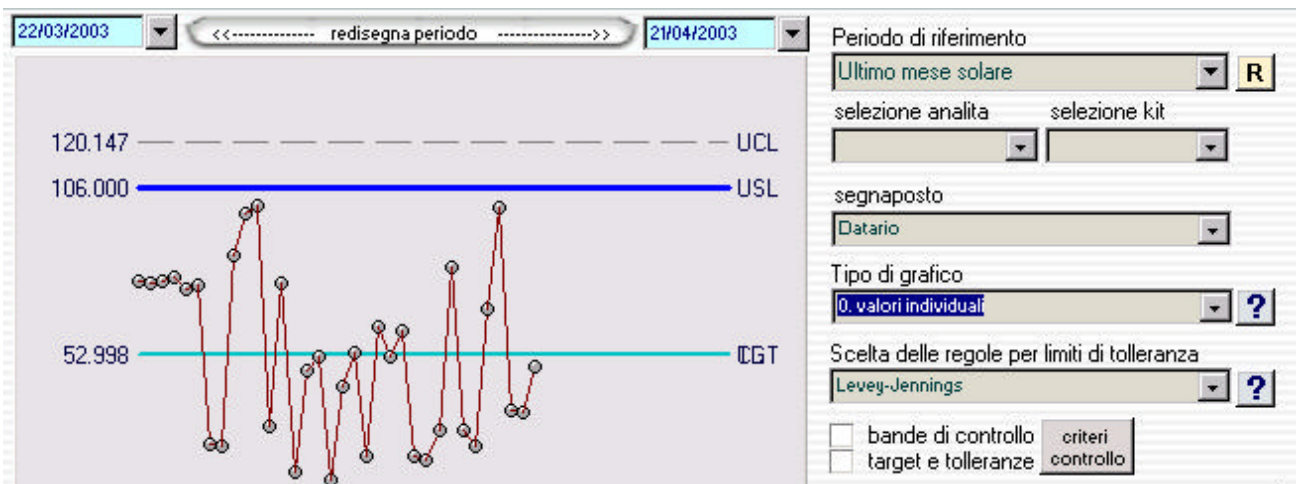 22/03/2003
<<-------------- redisegna periodo --------------->>
21/04/2003
120.147
UCL
106.000
USL
52.998
Periodo di riferimento
Ultimo mese solare
R
selezione analita
selezione kit
segnaposto
Datario
Tipo di grafico
0. valori individuali
?
Scelta delle regole per limiti di tolleranza
Levey-Jennings
?
bande di controllo
target e tolleranze
criteri
controllo